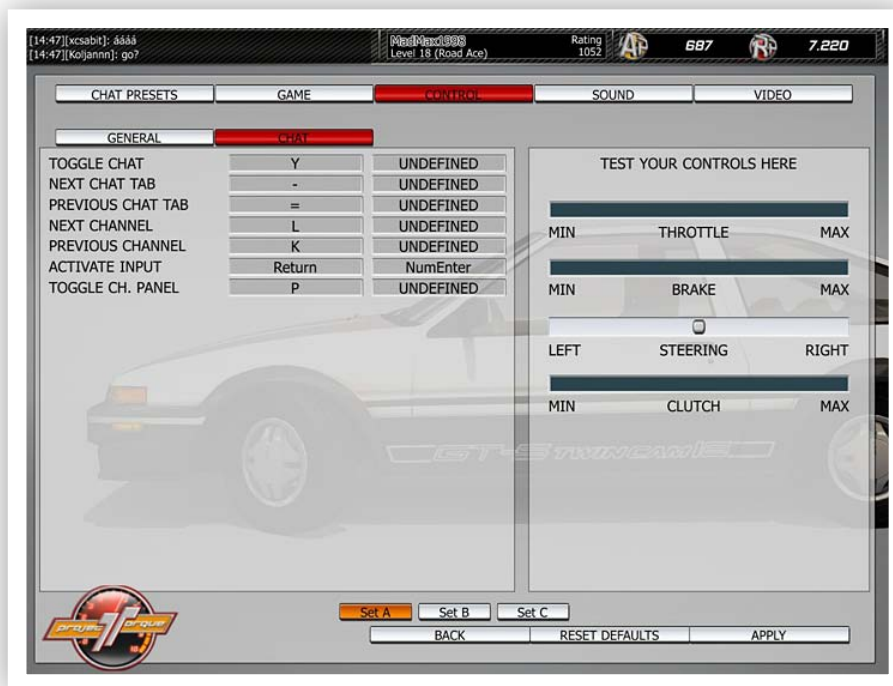 [14:47][xcsabit]: áááá
[14:47][Koljannn]: go?
MadMax1998
Level 18 (Road Ace)
Rating
1052
AP
687
RP
7.220
CHAT PRESETS GAME CONTROL SOUND VIDEO
GENERAL CHAT
TOGGLE CHAT Y UNDEFINED
NEXT CHAT TAB - UNDEFINED
PREVIOUS CHAT TAB = UNDEFINED
NEXT CHANNEL L UNDEFINED
PREVIOUS CHANNEL K UNDEFINED
ACTIVATE INPUT Return NumEnter
TOGGLE CH. PANEL P UNDEFINED
TEST YOUR CONTROLS HERE
MIN THROTTLE MAX
MIN BRAKE MAX
LEFT STEERING RIGHT
MIN CLUTCH MAX
GT-S TWINCAM
project torque
Set A Set B Set C
BACK RESET DEFAULTS APPLY